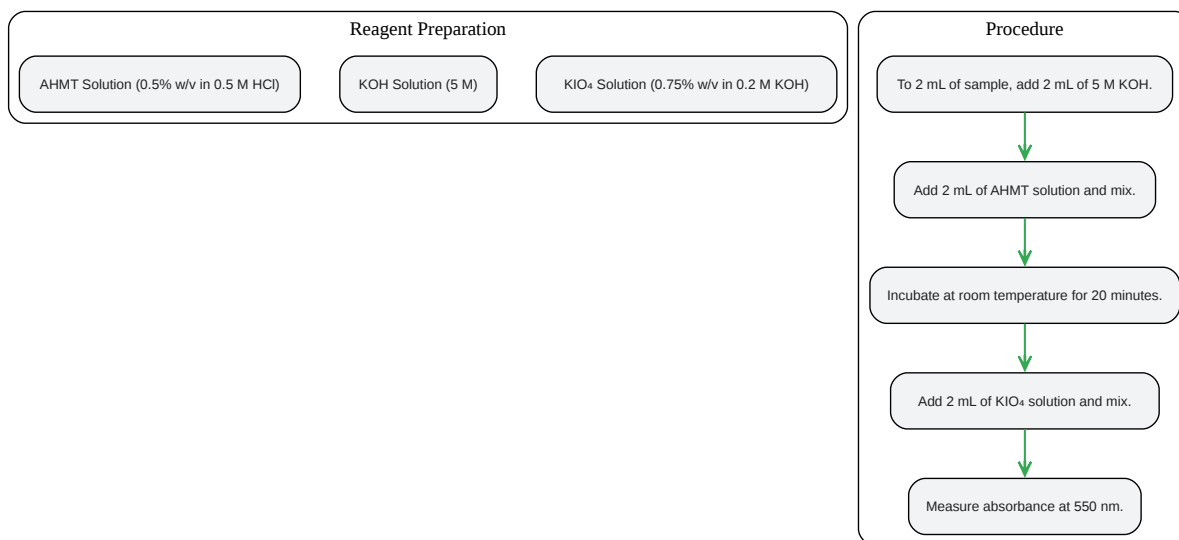 Reagent Preparation
AHMT Solution (0.5% w/v in 0.5 M HCl)
KOH Solution (5 M)
KIO₄ Solution (0.75% w/v in 0.2 M KOH)
Procedure
To 2 mL of sample, add 2 mL of 5 M KOH.
Add 2 mL of AHMT solution and mix.
Incubate at room temperature for 20 minutes.
Add 2 mL of KIO₄ solution and mix.
Measure absorbance at 550 nm.